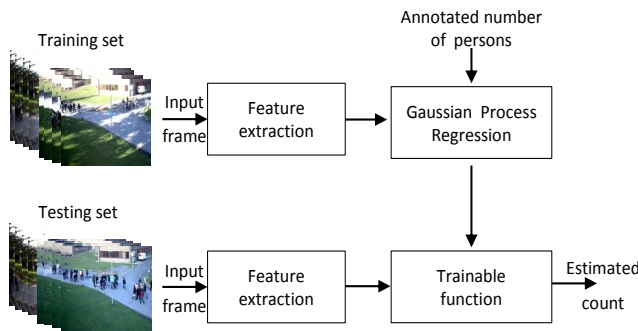 Annotated number
of persons
Training set
Input
frame
Feature
extraction
Gaussian Process
Regression
Testing set
Input
frame
Feature
extraction
Trainable
function
Estimated
count